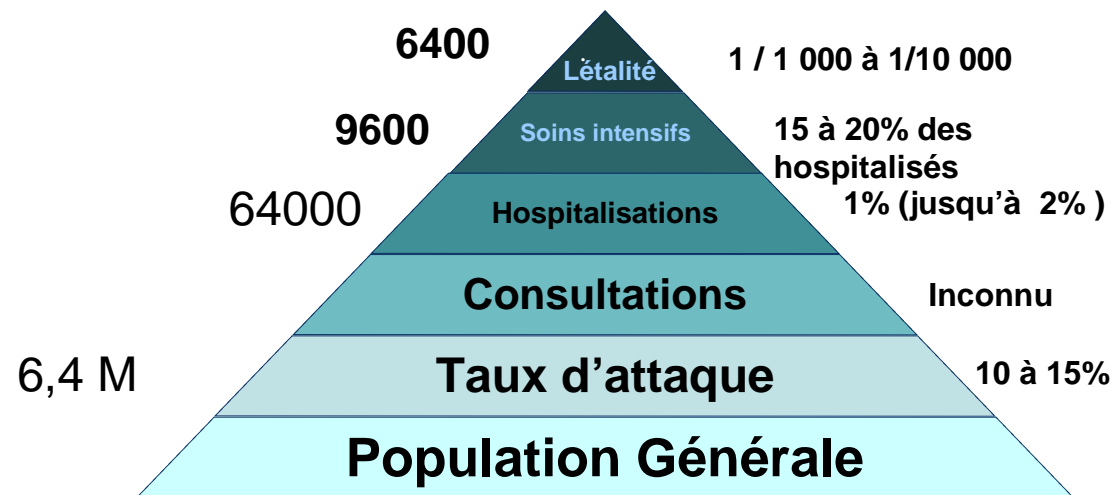 6400
Létalité
1 / 1 000 à 1/10 000
9600
Soins intensifs
15 à 20% des
hospitalisés
64000
Hospitalisations
1% (jusqu’à 2% )
Consultations
Inconnu
6,4 M
Taux d’attaque
10 à 15%
Population Générale